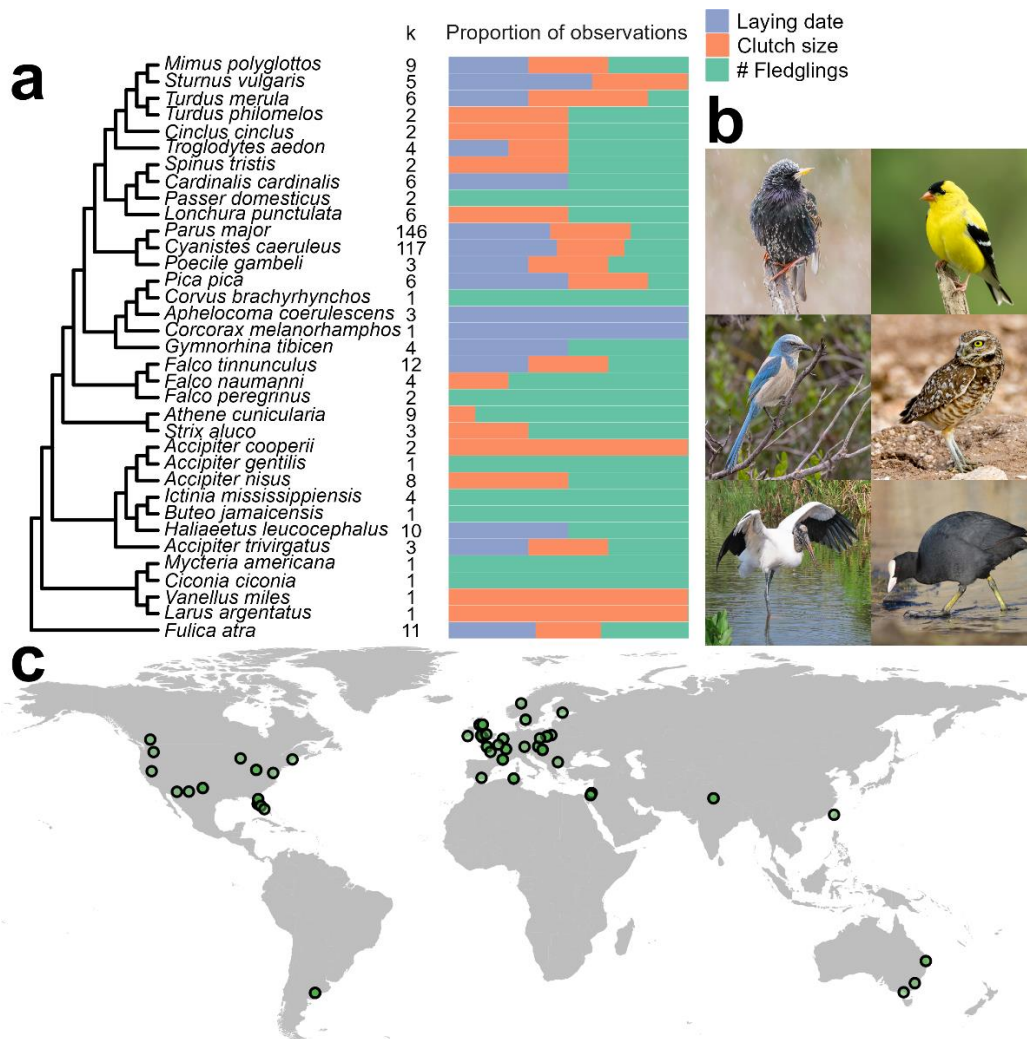 a
k
Proportion of observations
Laying date
Clutch size
# Fledglings
Mimus polyglottos 9
Sturnus vulgaris 5
Turdus merula 6
Turdus philomelos 2
Cinclus cinclus 2
Troglodytes aedon 4
Spinus tristis 2
Cardinalis cardinalis 6
Passer domesticus 2
Lonchura punctulata 6
Parus major 146
Cyanistes caeruleus 117
Poecile gambeli 3
Pica pica 6
Corvus brachyrhynchos 1
Aphelocoma coerulescens 3
Corcorax melanorhamphos 1
Gymnorhina tibicen 4
Falco tinnunculus 12
Falco naumanni 4
Falco peregrinus 2
Athene cunicularia 9
Strix aluco 3
Accipiter cooperii 2
Accipiter gentilis 1
Accipiter nisus 8
Ictinia mississippiensis 4
Buteo jamaicensis 1
Haliaeetus leucocephalus 10
Accipiter trivirgatus 3
Mycteria americana 1
Ciconia ciconia 1
Vanellus miles 1
Larus argentatus 1
Fulica atra 11
b
c